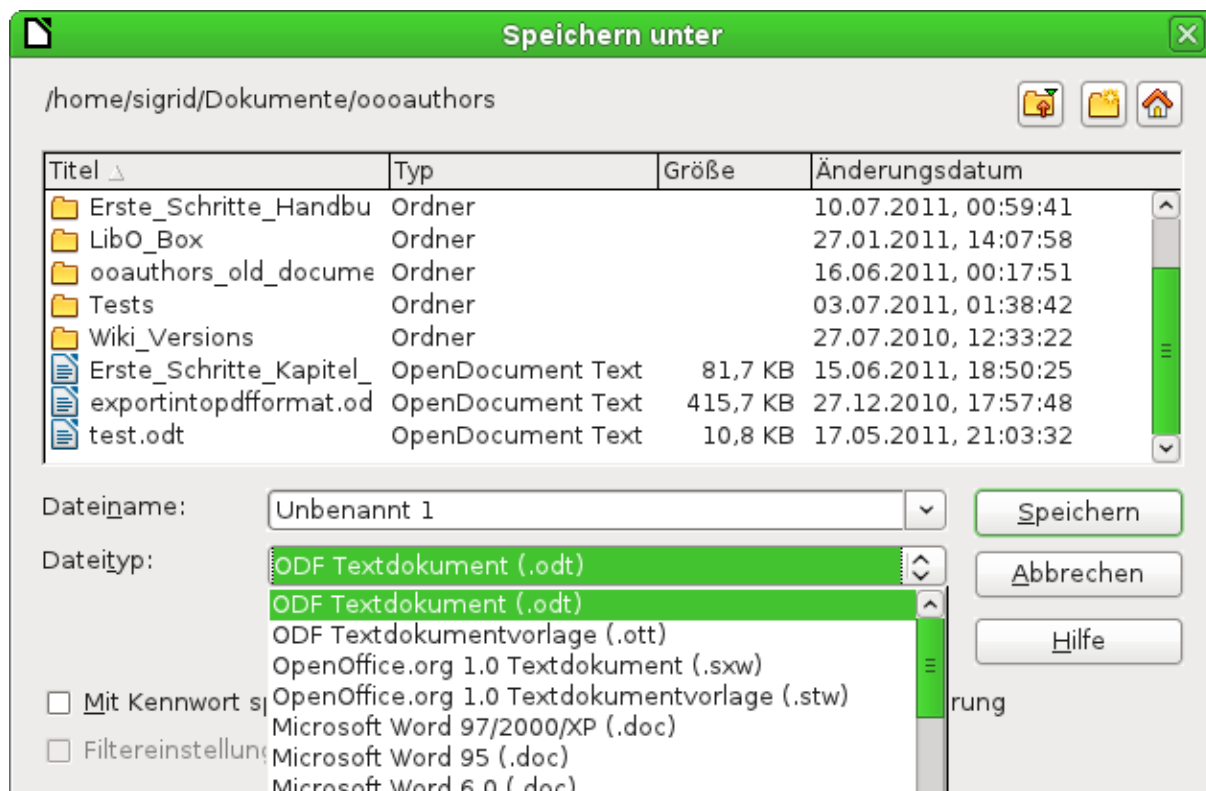 Speichern unter
/home/sigrid/Dokumente/oooauthors
Titel Typ Größe Änderungsdatum
Erste_Schritte_Handbu Ordner 10.07.2011, 00:59:41
LibO_Box Ordner 27.01.2011, 14:07:58
ooauthors_old_docume Ordner 16.06.2011, 00:17:51
Tests Ordner 03.07.2011, 01:38:42
Wiki_Versions Ordner 27.07.2010, 12:33:22
Erste_Schritte_Kapitel_ OpenDocument Text 81,7 KB 15.06.2011, 18:50:25
exportintopdfformat.od OpenDocument Text 415,7 KB 27.12.2010, 17:57:48
test.odt OpenDocument Text 10,8 KB 17.05.2011, 21:03:32
Dateiname: Unbenannt 1 Speichern
Dateityp: ODF Textdokument (.odt) Abbrechen
ODF Textdokument (.odt)
ODF Textdokumentvorlage (.ott) Hilfe
OpenOffice.org 1.0 Textdokument (.sxw)
OpenOffice.org 1.0 Textdokumentvorlage (.stw)
Mit Kennwort sp rung
Microsoft Word 97/2000/XP (.doc)
Filtereinstellung
Microsoft Word 95 (.doc)
Microsoft Word 6.0 (.doc)